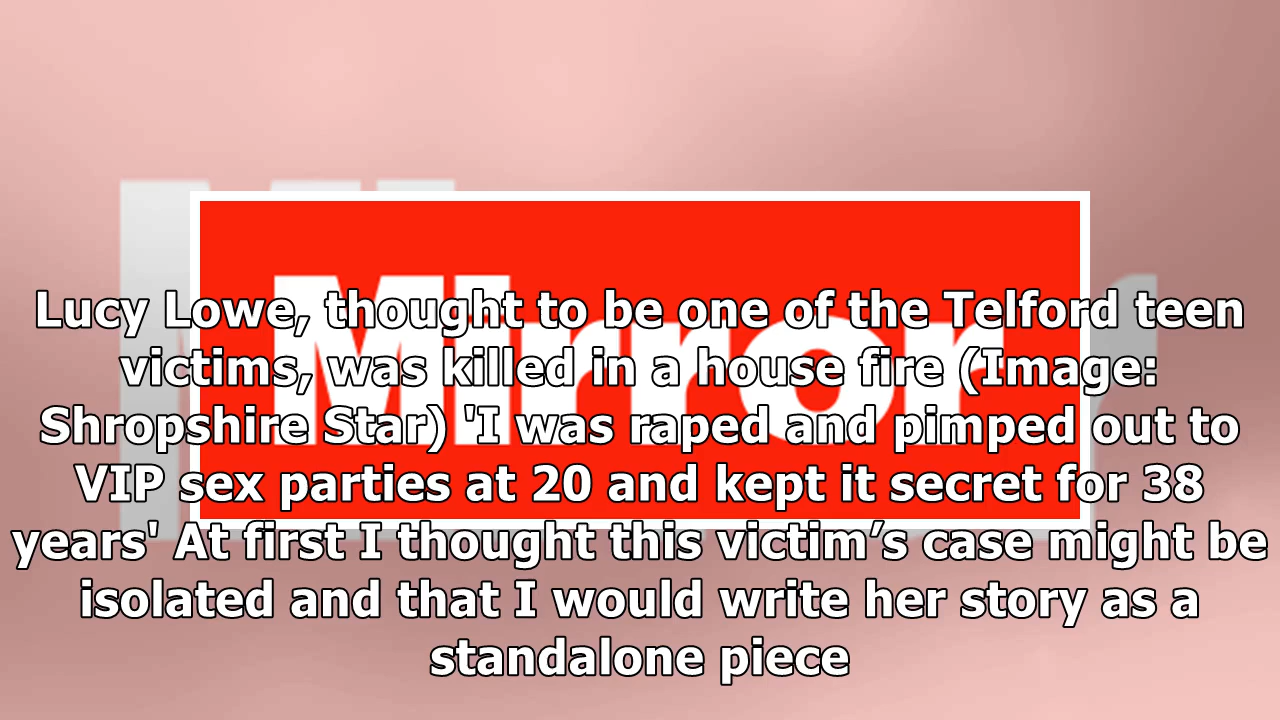 Mirror
Lucy Lowe, thought to be one of the Telford teen
victims, was killed in a house fire (Image:
Shropshire Star) 'I was raped and pimped out to
VIP sex parties at 20 and kept it secret for 38
years' At first I thought this victim’s case might be
isolated and that I would write her story as a
standalone piece